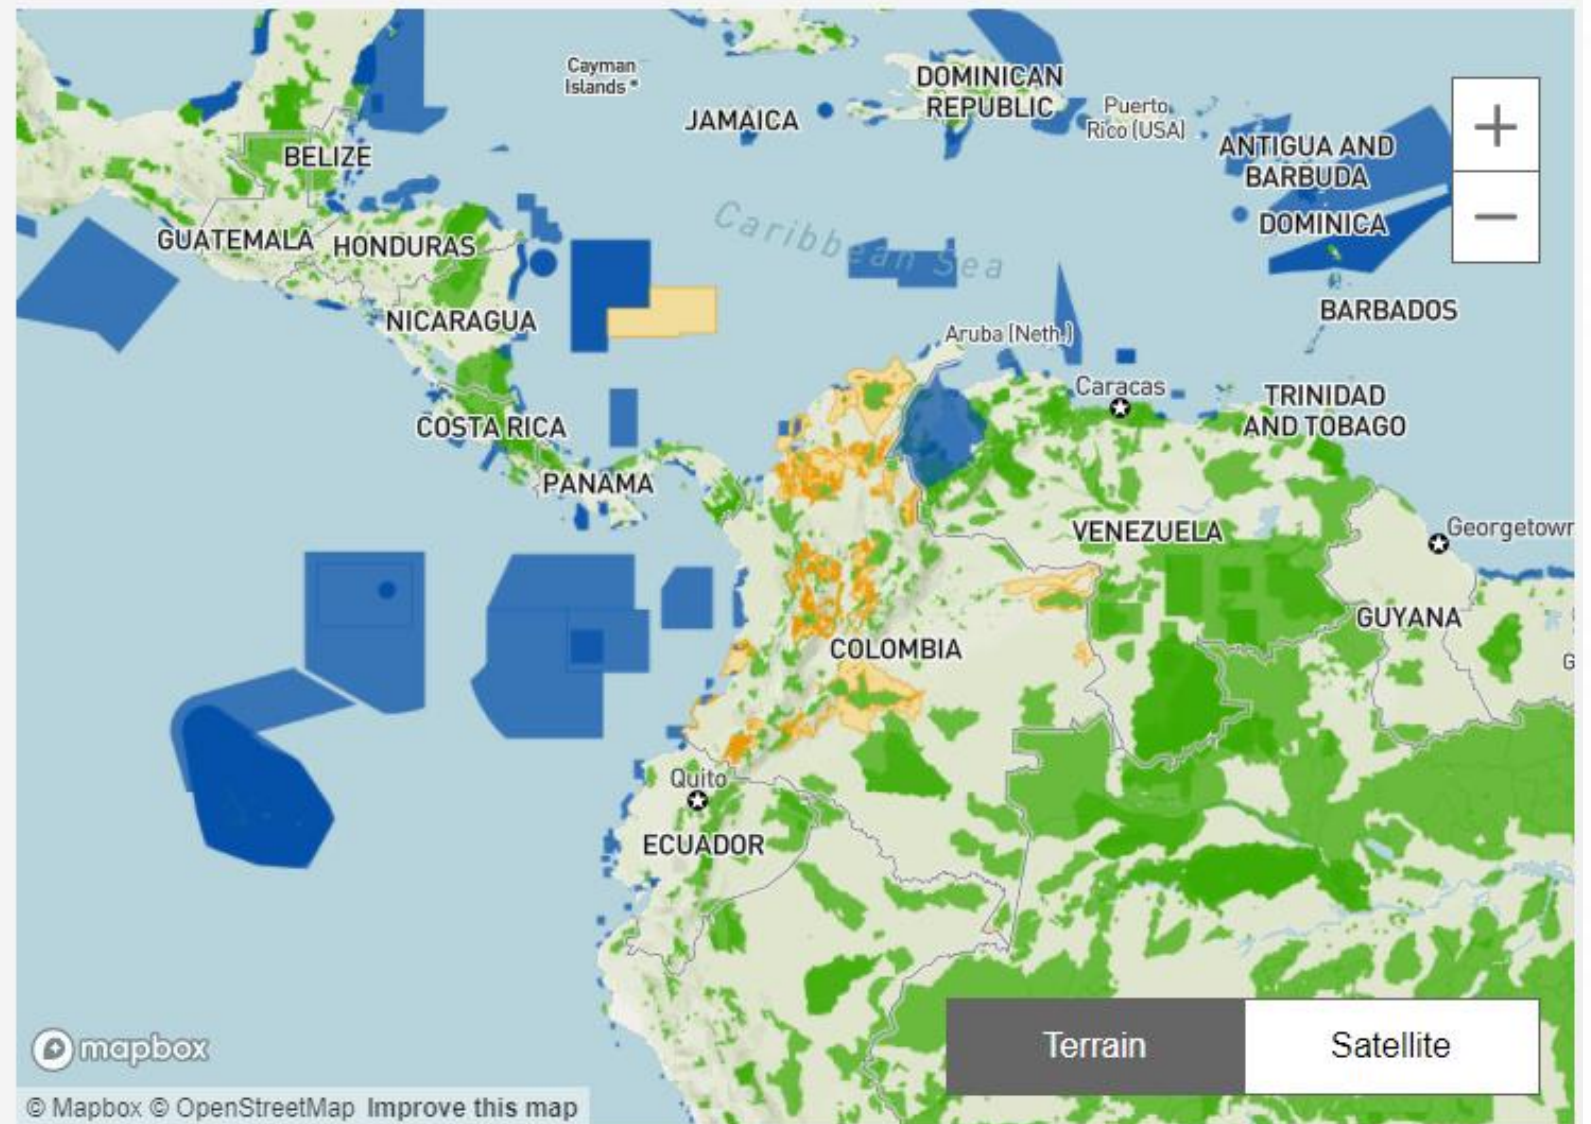 Cayman
Islands
JAMAICA
DOMINICAN
REPUBLIC
Puerto
Rico (USA)
ANTIGUA AND
BARBUDA
DOMINICA
BARBADOS
+
−
BELIZE
GUATEMALA
HONDURAS
NICARAGUA
Caribbean Sea
Aruba (Neth.)
Caracas
TRINIDAD
AND TOBAGO
COSTA RICA
PANAMA
VENEZUELA
Georgetown
GUYANA
G
COLOMBIA
Quito
ECUADOR
Terrain
Satellite
mapbox
© Mapbox © OpenStreetMap Improve this map